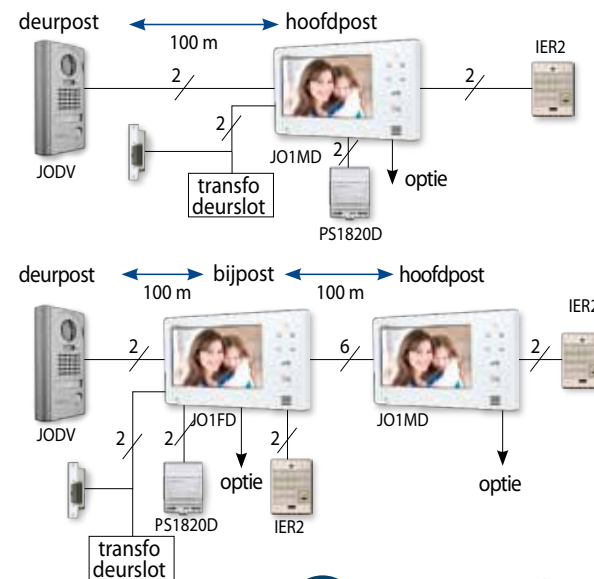 deurpost hoofdpost
100 m
IER2
2 2
2
JODV
JO1MD
2
transfo
deurslot
optie
PS1820D
deurpost bijpost hoofdpost
100 m 100 m
IER2
2 6 2
JODV
JO1FD
JO1MD
2 2 2
optie
optie
PS1820D
IER2
transfo
deurslot